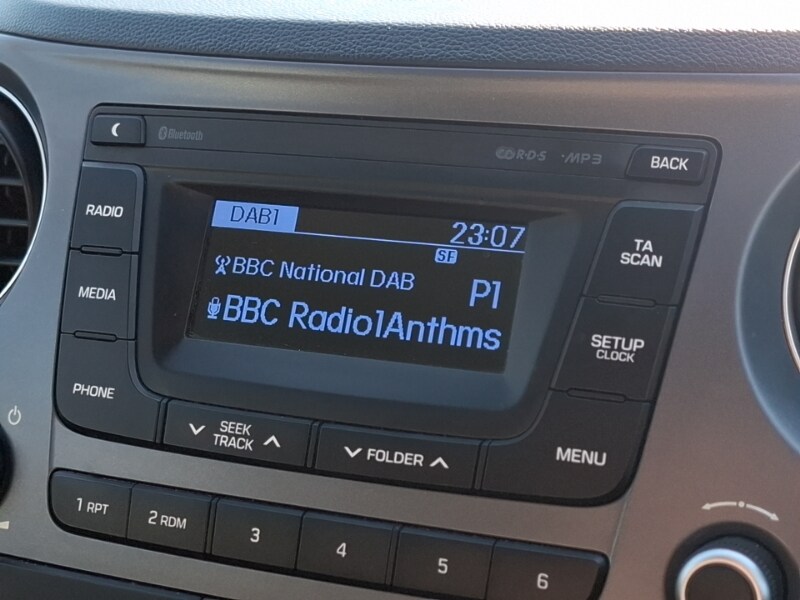 Bluetooth
R·D·S
MP3
BACK
RADIO
MEDIA
PHONE
DAB1
23:07
SF
BBC National DAB
P1
BBC Radio1Anthms
TA
SCAN
SETUP
CLOCK
SEEK
TRACK
FOLDER
MENU
1 RPT
2 RDM
3
4
5
6